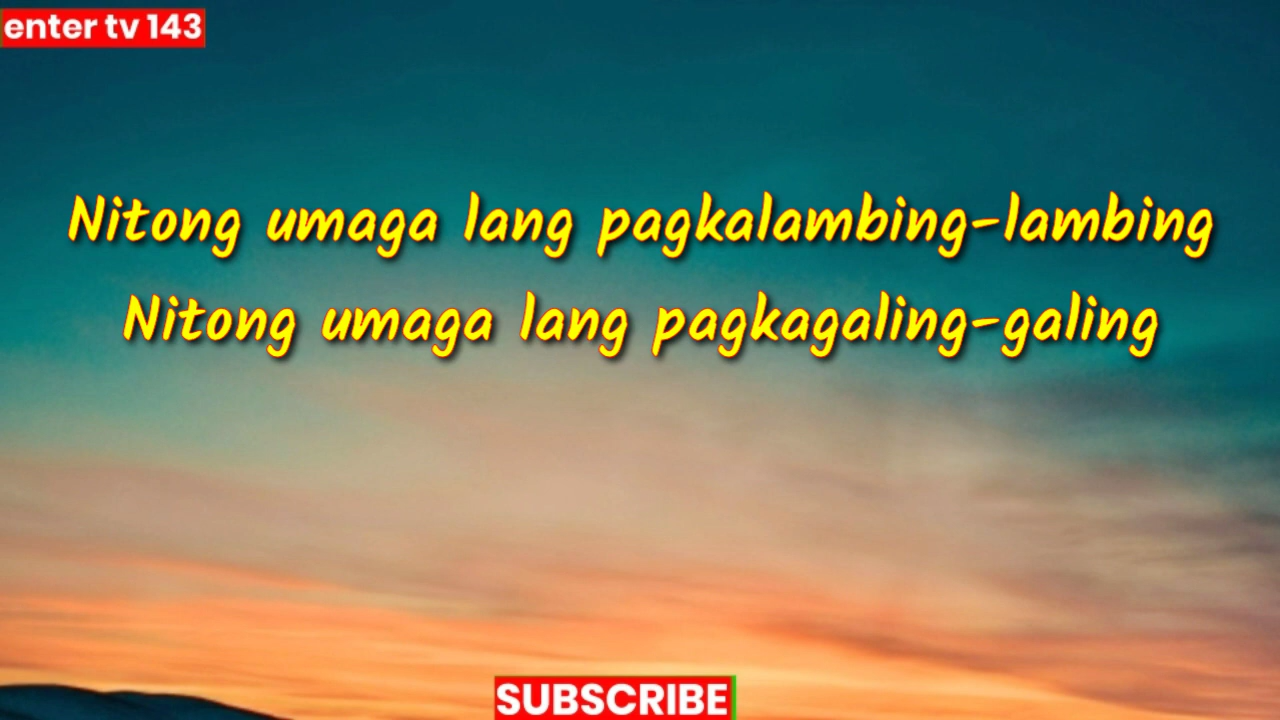 enter tv 143
Nitong umaga lang pagkalambing-lambing
Nitong umaga lang pagkagaling-galing
SUBSCRIBE